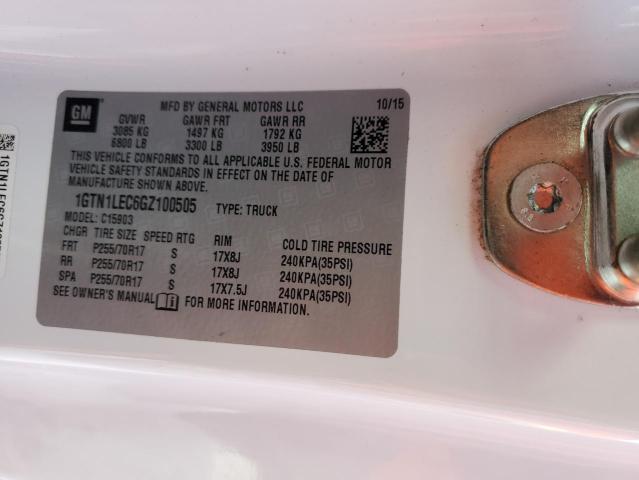 GM
MFD BY GENERAL MOTORS LLC 10/15
GVWR GAWR FRT GAWR RR
3085 KG 1497 KG 1792 KG
6800 LB 3300 LB 3950 LB
THIS VEHICLE CONFORMS TO ALL APPLICABLE U.S. FEDERAL MOTOR
VEHICLE SAFETY STANDARDS IN EFFECT ON THE DATE OF
MANUFACTURE SHOWN ABOVE.
1GTN1LEC6GZ100505 TYPE: TRUCK
MODEL: C15903
CHGR TIRE SIZE SPEED RTG RIM COLD TIRE PRESSURE
FRT P255/70R17 S 17X8J 240KPA(35PSI)
RR P255/70R17 S 17X8J 240KPA(35PSI)
SPA P255/70R17 S 17X7.5J 240KPA(35PSI)
SEE OWNER'S MANUAL FOR MORE INFORMATION.